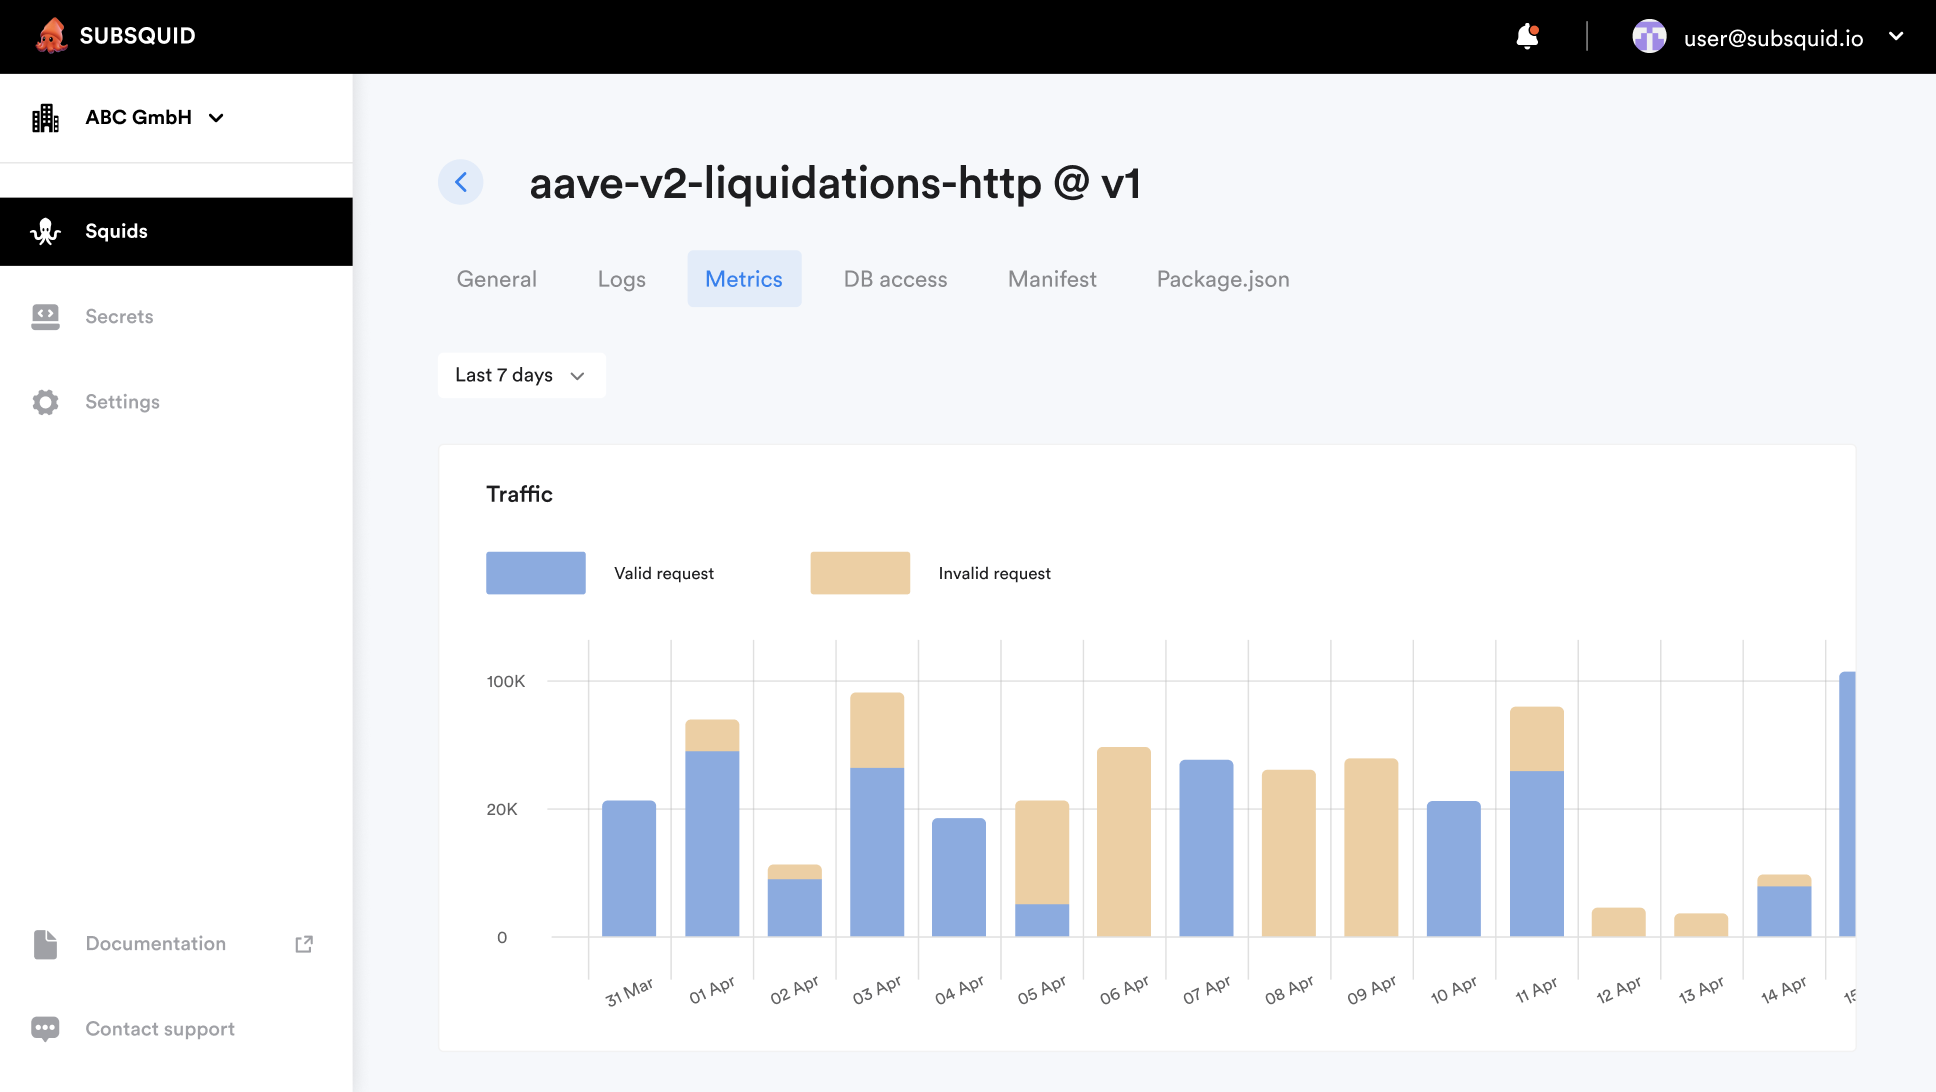 SUBSQUID
user@subsquid.io
ABC GmbH
Squids
Secrets
Settings
Documentation
Contact support
aave-v2-liquidations-http @ v1
General Logs Metrics DB access Manifest Package.json
Last 7 days
Traffic
Valid request Invalid request
100K
20K
0
31 Mar 01 Apr 02 Apr 03 Apr 04 Apr 05 Apr 06 Apr 07 Apr 08 Apr 09 Apr 10 Apr 11 Apr 12 Apr 13 Apr 14 Apr